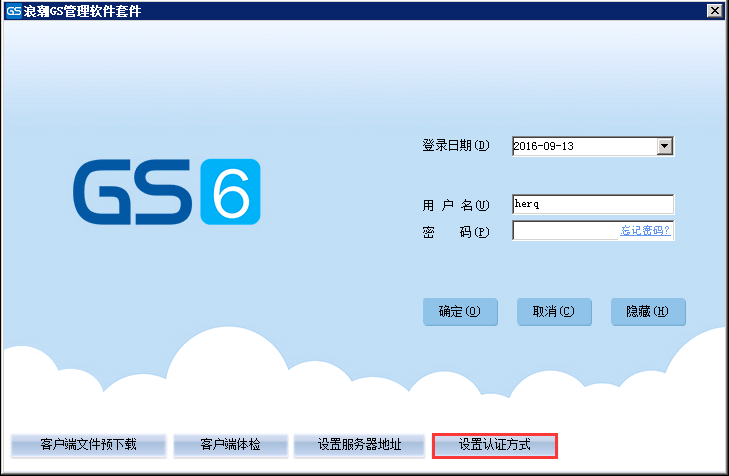 GS 浪潮GS管理软件套件
GS 6
登录日期(D) 2016-09-13
用 户 名(U) herq
密 码(P) 忘记密码?
确定(O) 取消(C) 隐藏(H)
客户端文件预下载 客户端体检 设置服务器地址 设置认证方式